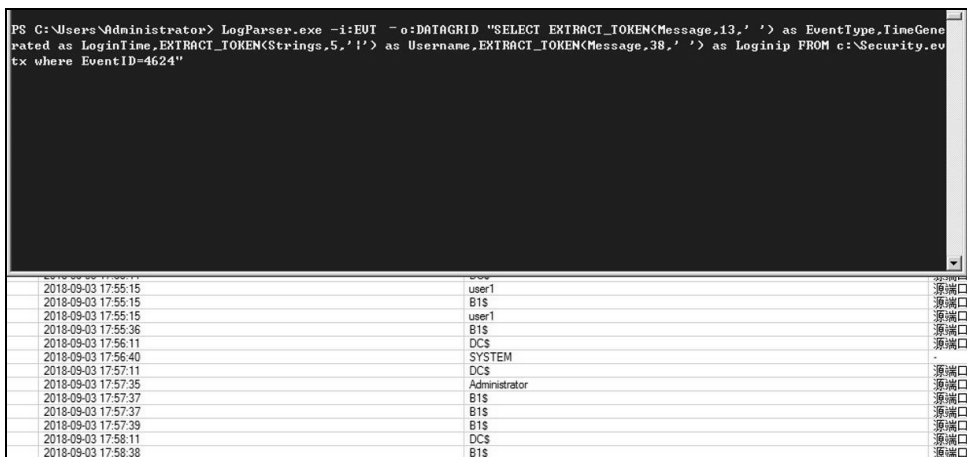 PS C:\Users\Administrator> LogParser.exe -i:EVT -o:DATAGRID "SELECT EXTRACT_TOKEN(Message,13,' ') as EventType,TimeGene
rated as LoginTime,EXTRACT_TOKEN(Strings,5,'|') as Username,EXTRACT_TOKEN(Message,38,' ') as Loginip FROM c:\Security.ev
tx where EventID=4624"
2018-09-03 17:55:15 user1 源端口
2018-09-03 17:55:15 B1$ 源端口
2018-09-03 17:55:15 user1 源端口
2018-09-03 17:55:36 B1$ 源端口
2018-09-03 17:56:11 DC$ 源端口
2018-09-03 17:56:40 SYSTEM -
2018-09-03 17:57:11 DC$ 源端口
2018-09-03 17:57:35 Administrator 源端口
2018-09-03 17:57:37 B1$ 源端口
2018-09-03 17:57:37 B1$ 源端口
2018-09-03 17:57:39 B1$ 源端口
2018-09-03 17:58:11 DC$ 源端口
2018-09-03 17:58:38 B1$ 源端口